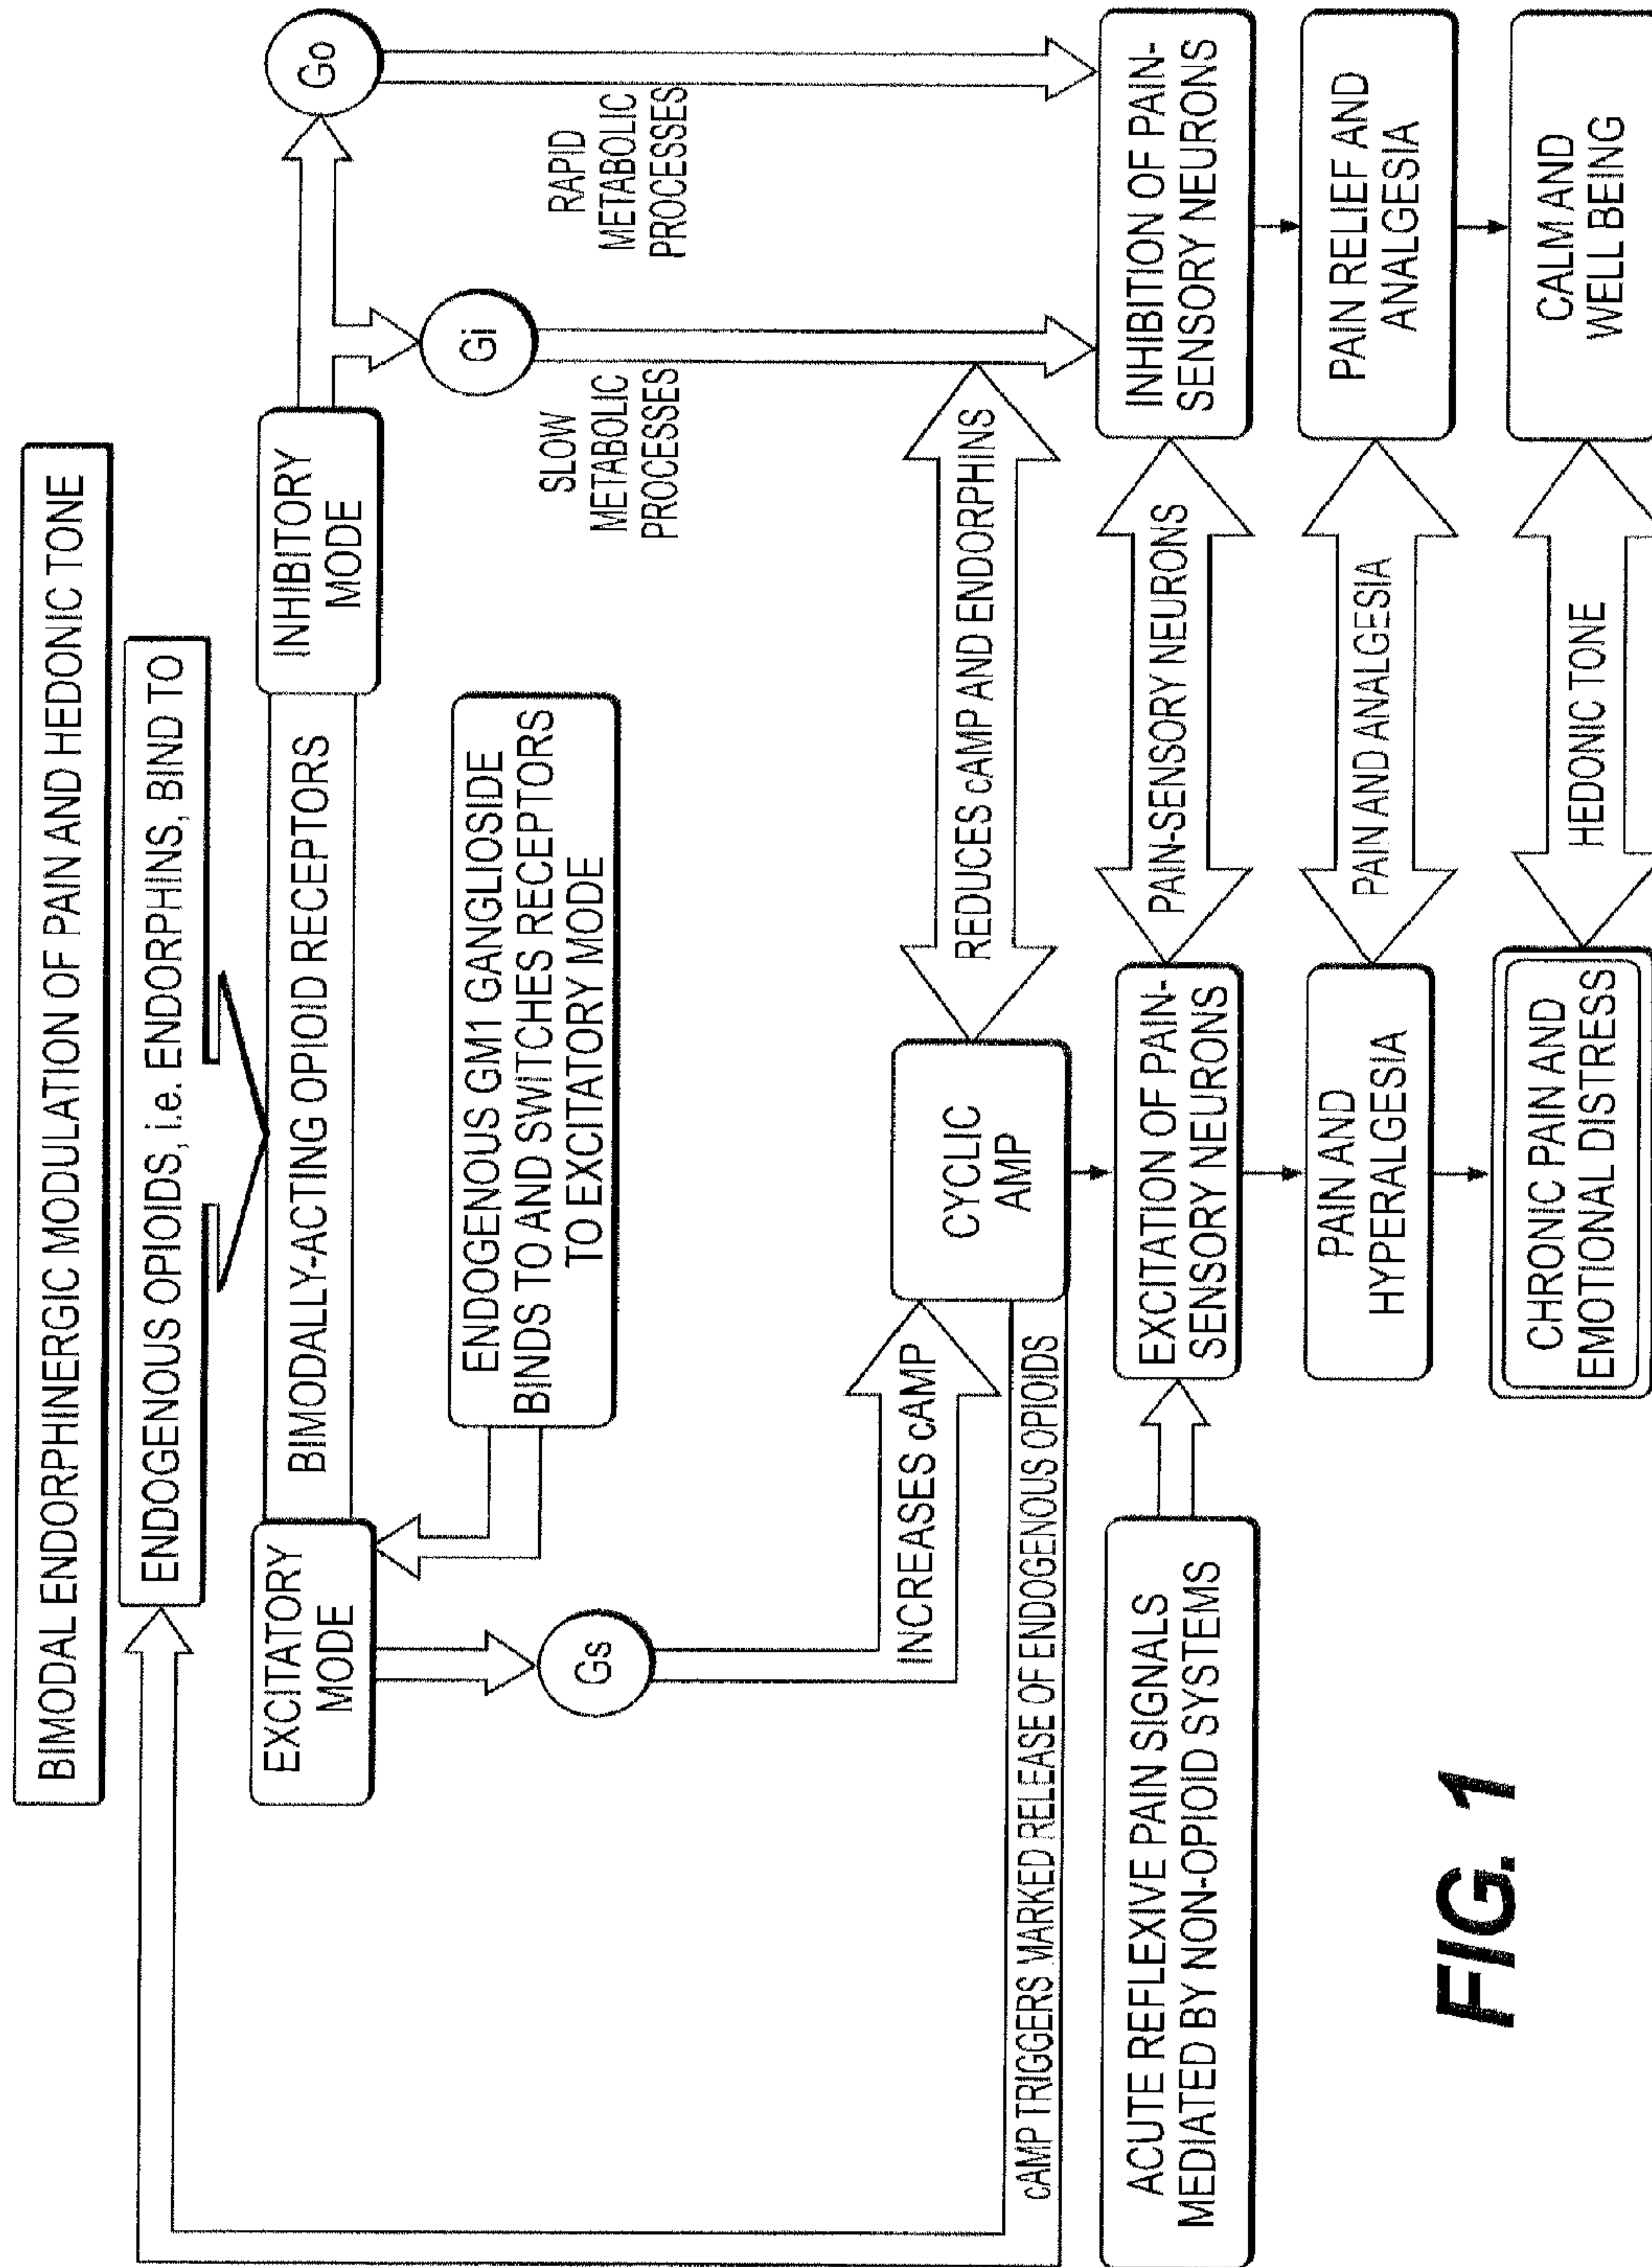 BIMODAL ENDORPHINERGIC MODULATION OF PAIN AND HEDONIC TONE
ENDOGENOUS OPIOIDS, i.e. ENDORPHINS, BIND TO
EXCITATORY
MODE
BIMODALLY-ACTING OPIOID RECEPTORS
INHIBITORY
MODE
Go
Gi
Gs
ENDOGENOUS GM1 GANGLIOSIDE
BINDS TO AND SWITCHES RECEPTORS
TO EXCITATORY MODE
SLOW
METABOLIC
PROCESSES
RAPID
METABOLIC
PROCESSES
INCREASES cAMP
CYCLIC
AMP
REDUCES cAMP AND ENDORPHINS
cAMP TRIGGERS MARKED RELEASE OF ENDOGENOUS OPIOIDS
ACUTE REFLEXIVE PAIN SIGNALS
MEDIATED BY NON-OPIOID SYSTEMS
EXCITATION OF PAIN-
SENSORY NEURONS
PAIN-SENSORY NEURONS
INHIBITION OF PAIN-
SENSORY NEURONS
PAIN AND
HYPERALGESIA
PAIN AND ANALGESIA
PAIN RELIEF AND
ANALGESIA
CHRONIC PAIN AND
EMOTIONAL DISTRESS
HEDONIC TONE
CALM AND
WELL BEING
FIG. 1